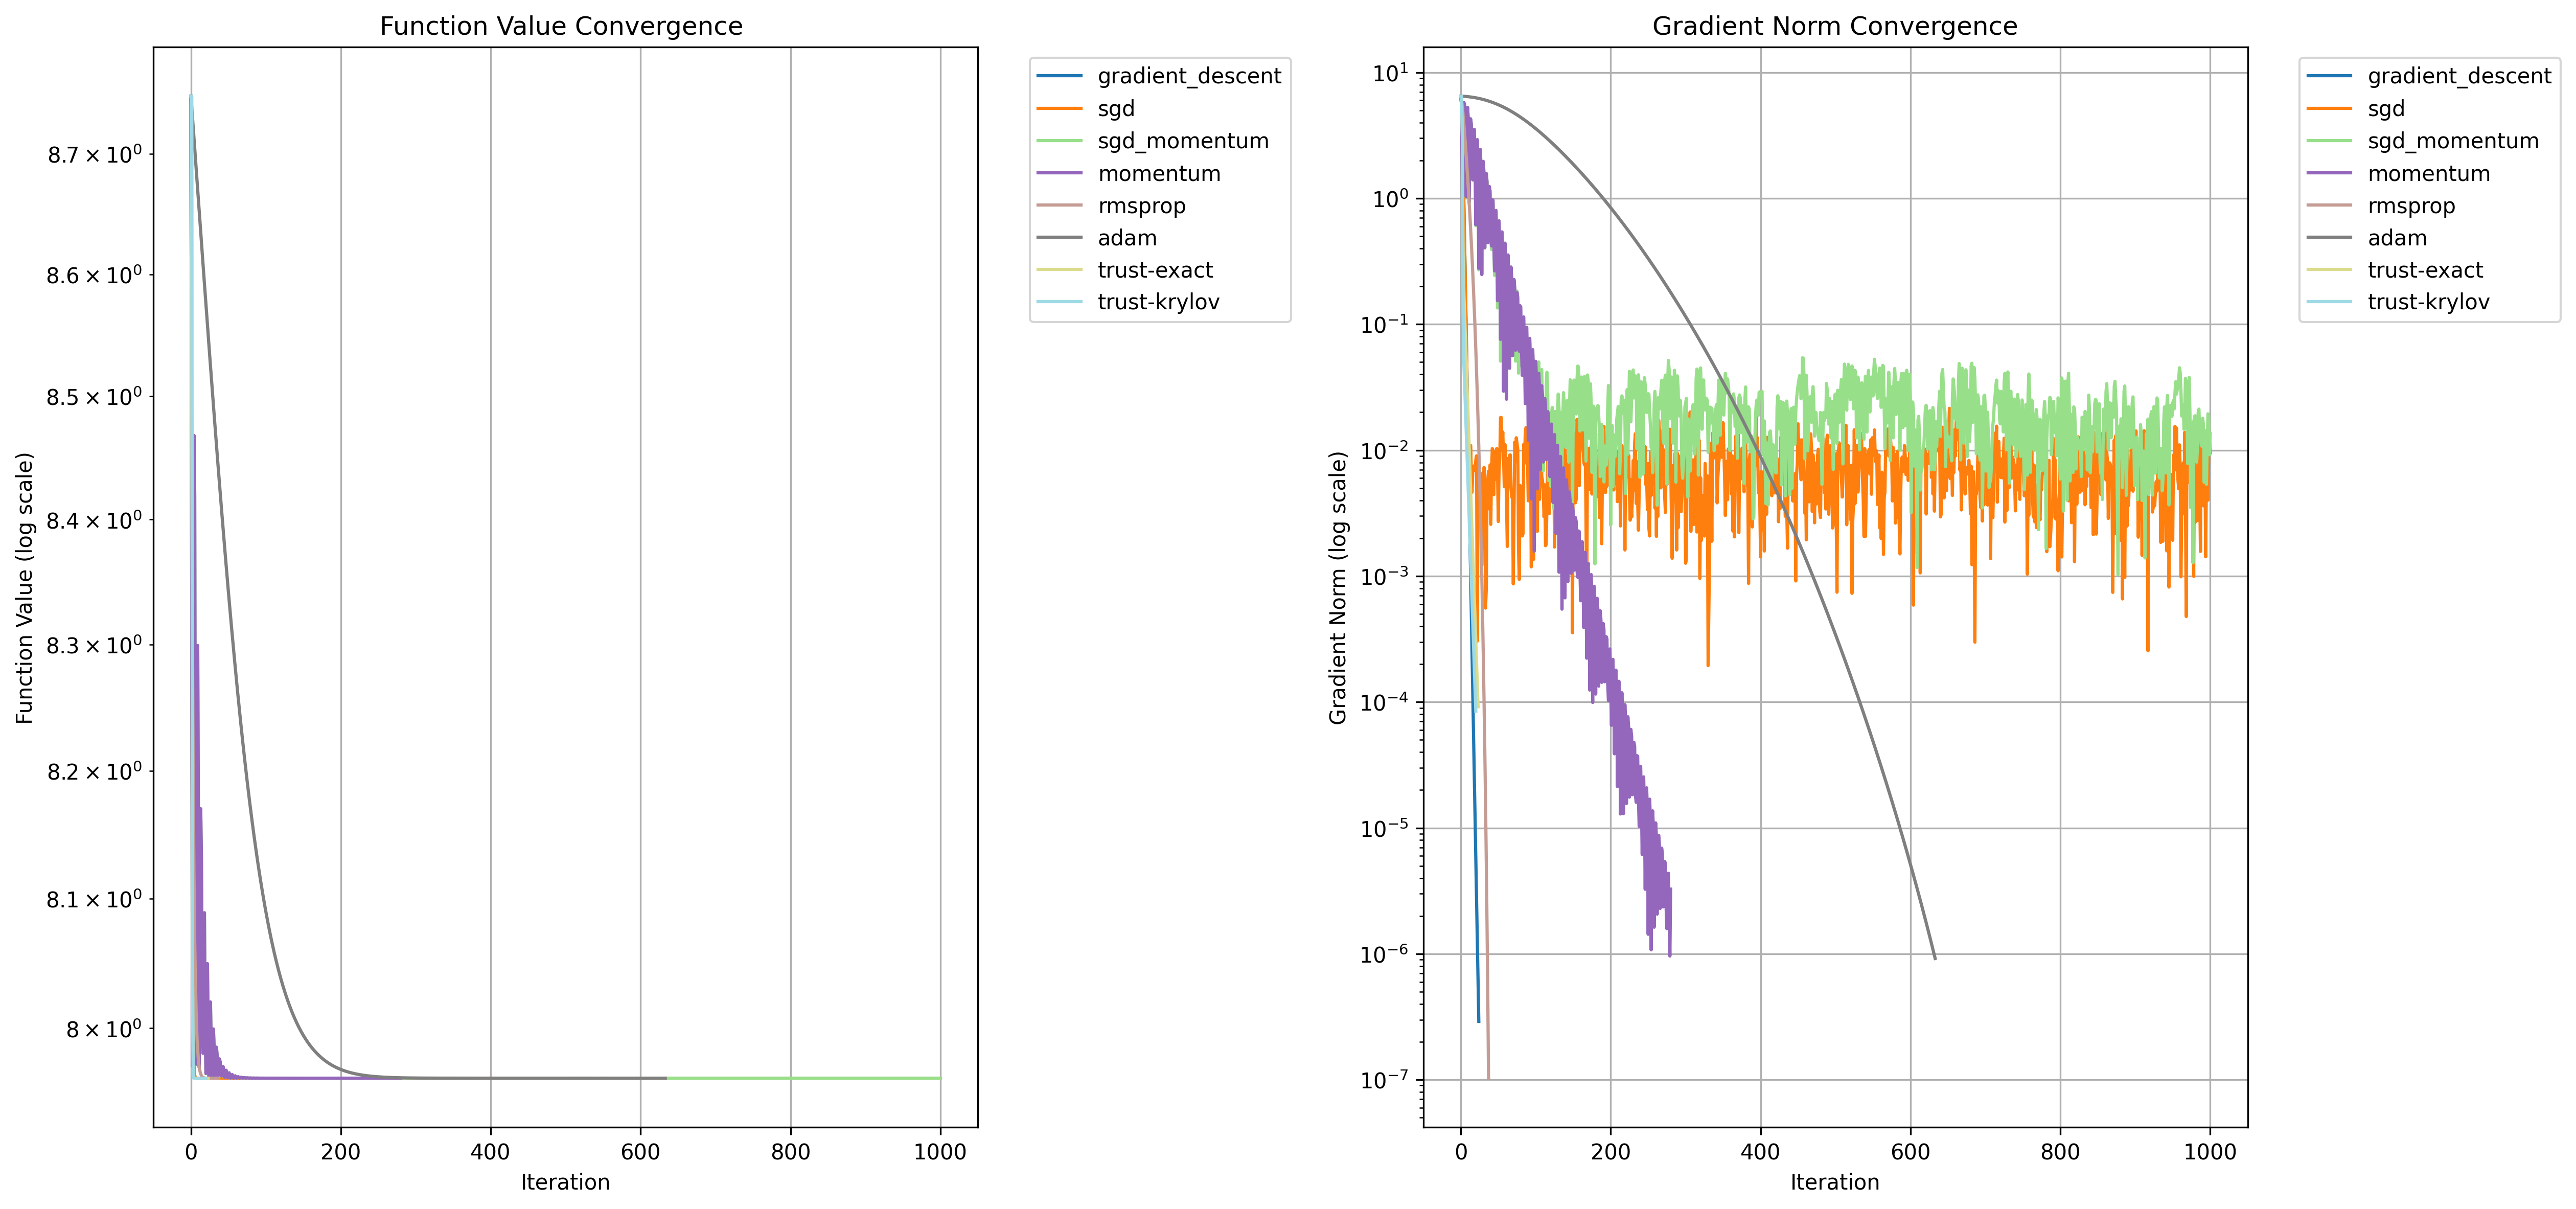 Function Value Convergence
Function Value (log scale)
8.7 × 10⁰
8.6 × 10⁰
8.5 × 10⁰
8.4 × 10⁰
8.3 × 10⁰
8.2 × 10⁰
8.1 × 10⁰
8 × 10⁰
0 200 400 600 800 1000
Iteration
gradient_descent
sgd
sgd_momentum
momentum
rmsprop
adam
trust-exact
trust-krylov
Gradient Norm Convergence
Gradient Norm (log scale)
10¹
10⁰
10⁻¹
10⁻²
10⁻³
10⁻⁴
10⁻⁵
10⁻⁶
10⁻⁷
0 200 400 600 800 1000
Iteration
gradient_descent
sgd
sgd_momentum
momentum
rmsprop
adam
trust-exact
trust-krylov